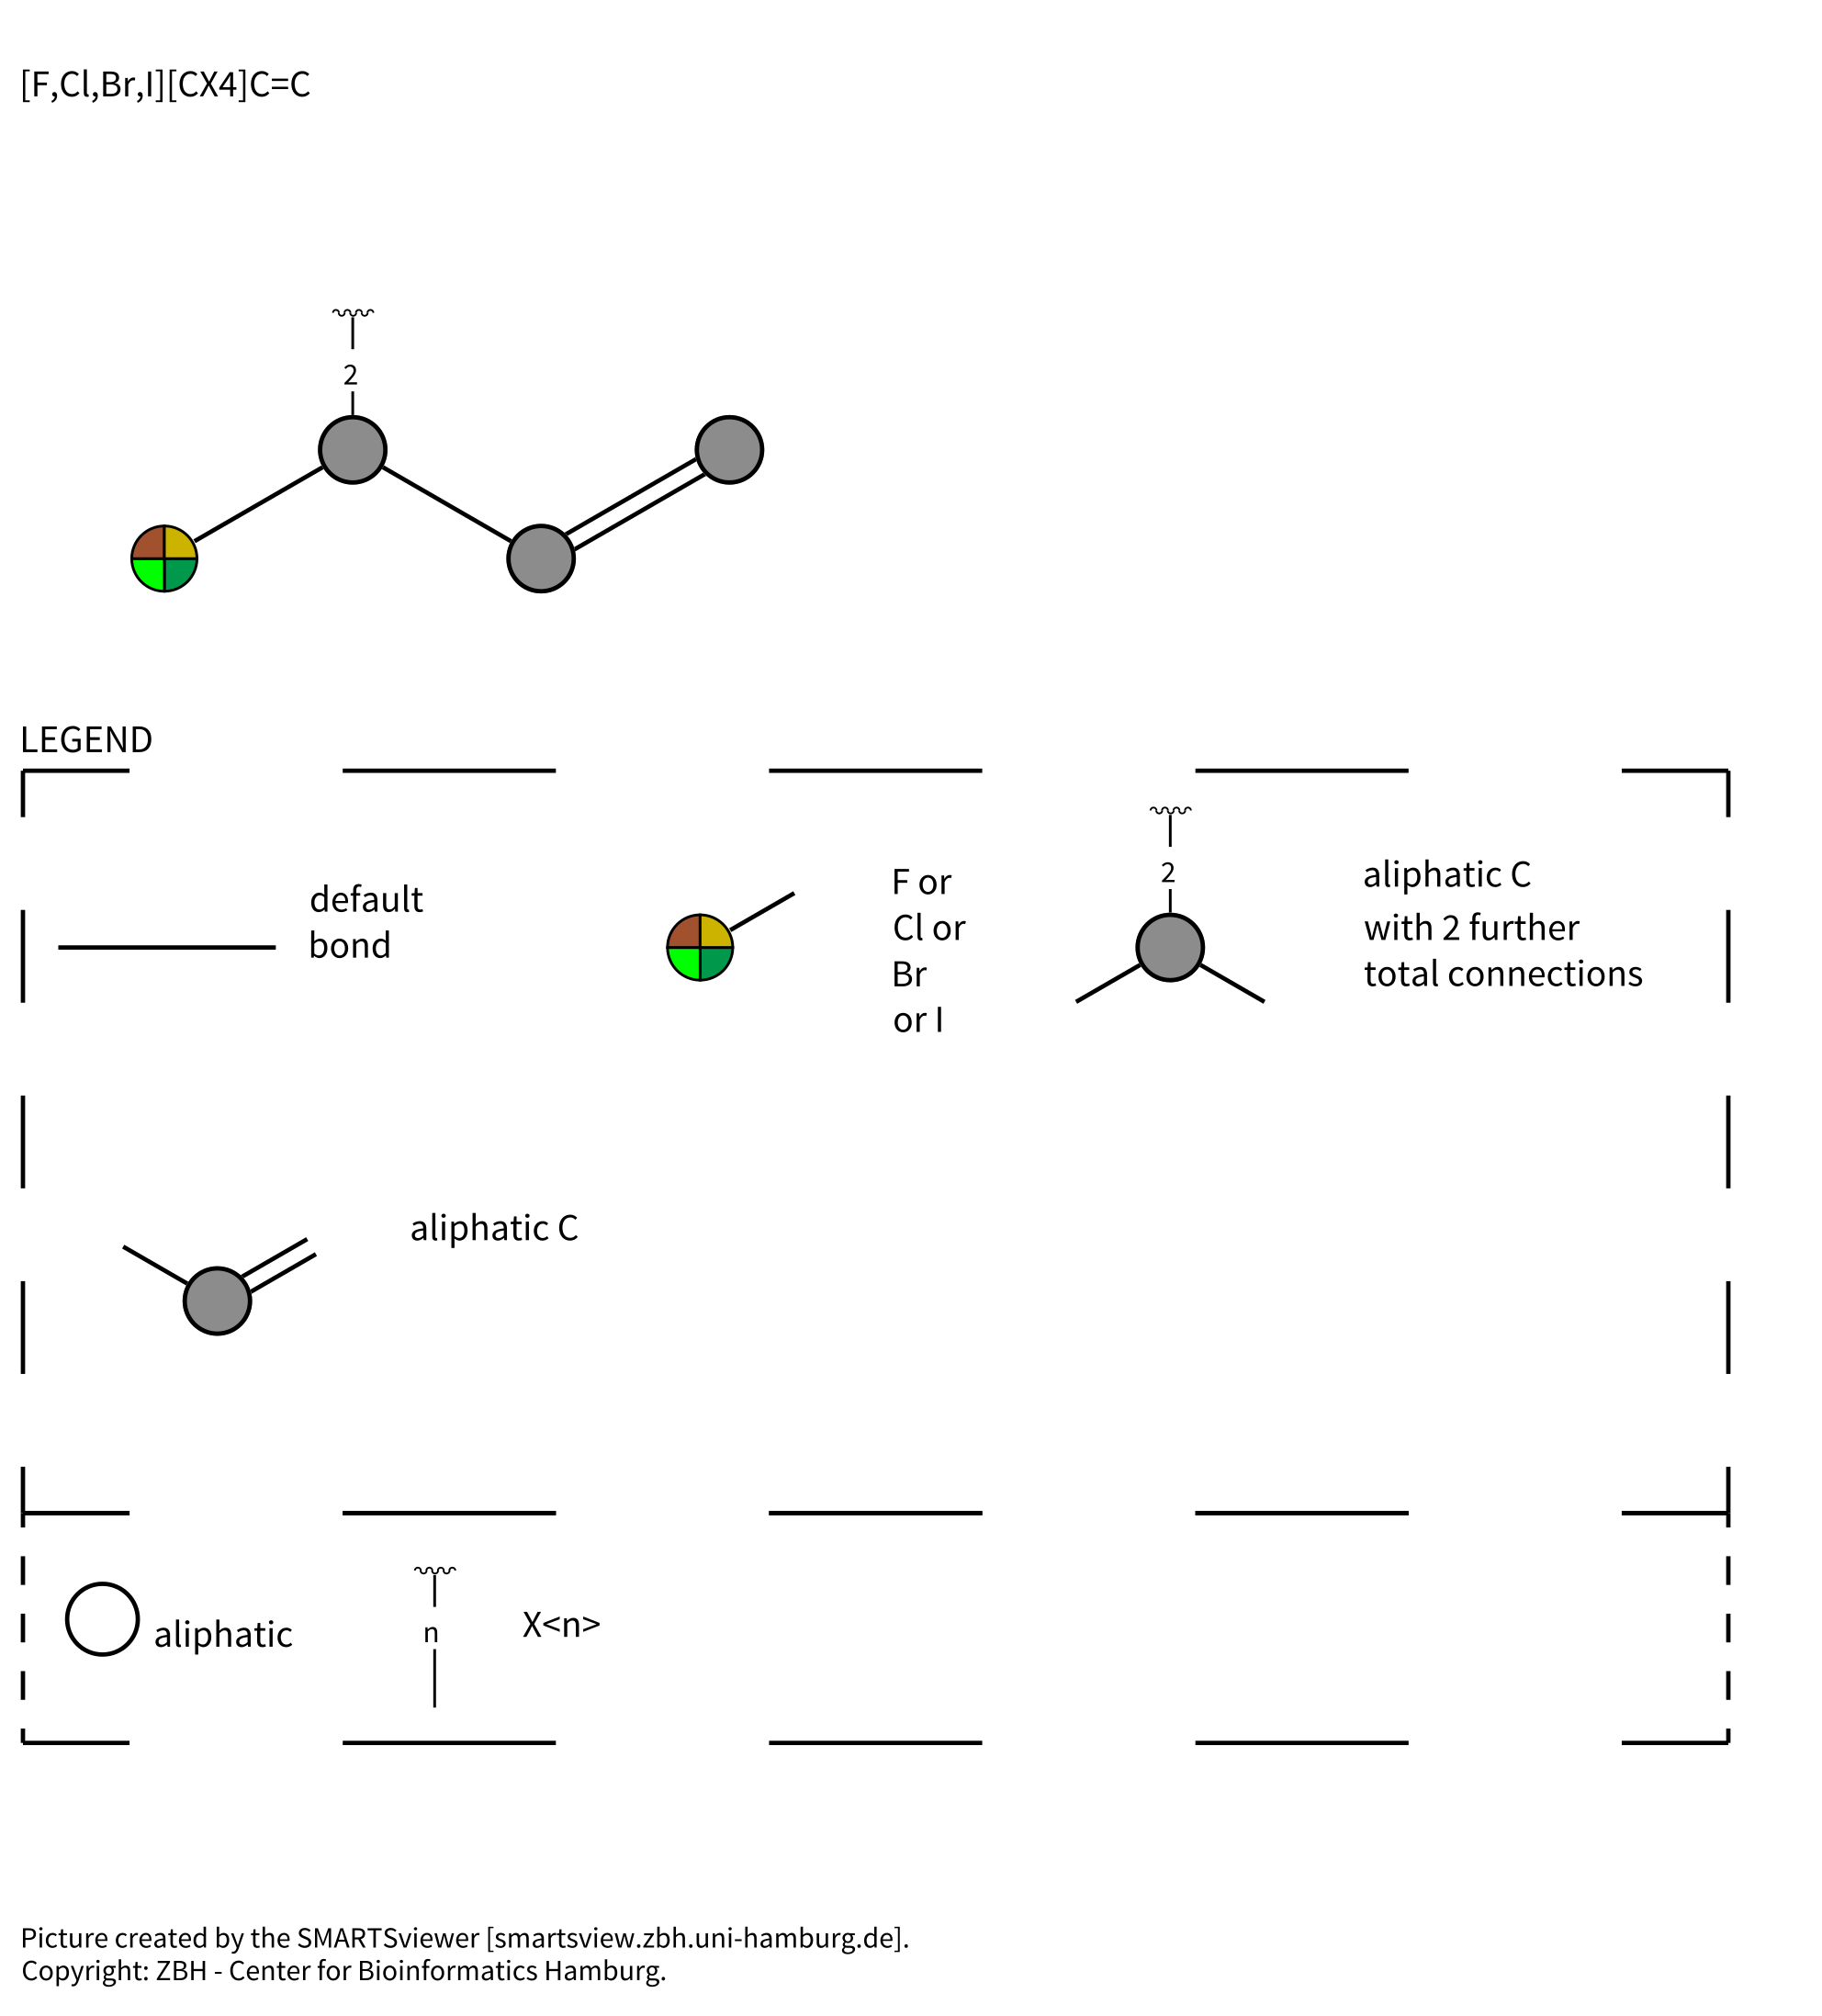 [F,Cl,Br,I][CX4]C=C
2
LEGEND
default
bond
F or
Cl or
Br
or I
2
aliphatic C
with 2 further
total connections
aliphatic C
aliphatic
n
X<n>
Picture created by the SMARTSviewer [smartsview.zbh.uni-hamburg.de].
Copyright: ZBH - Center for Bioinformatics Hamburg.